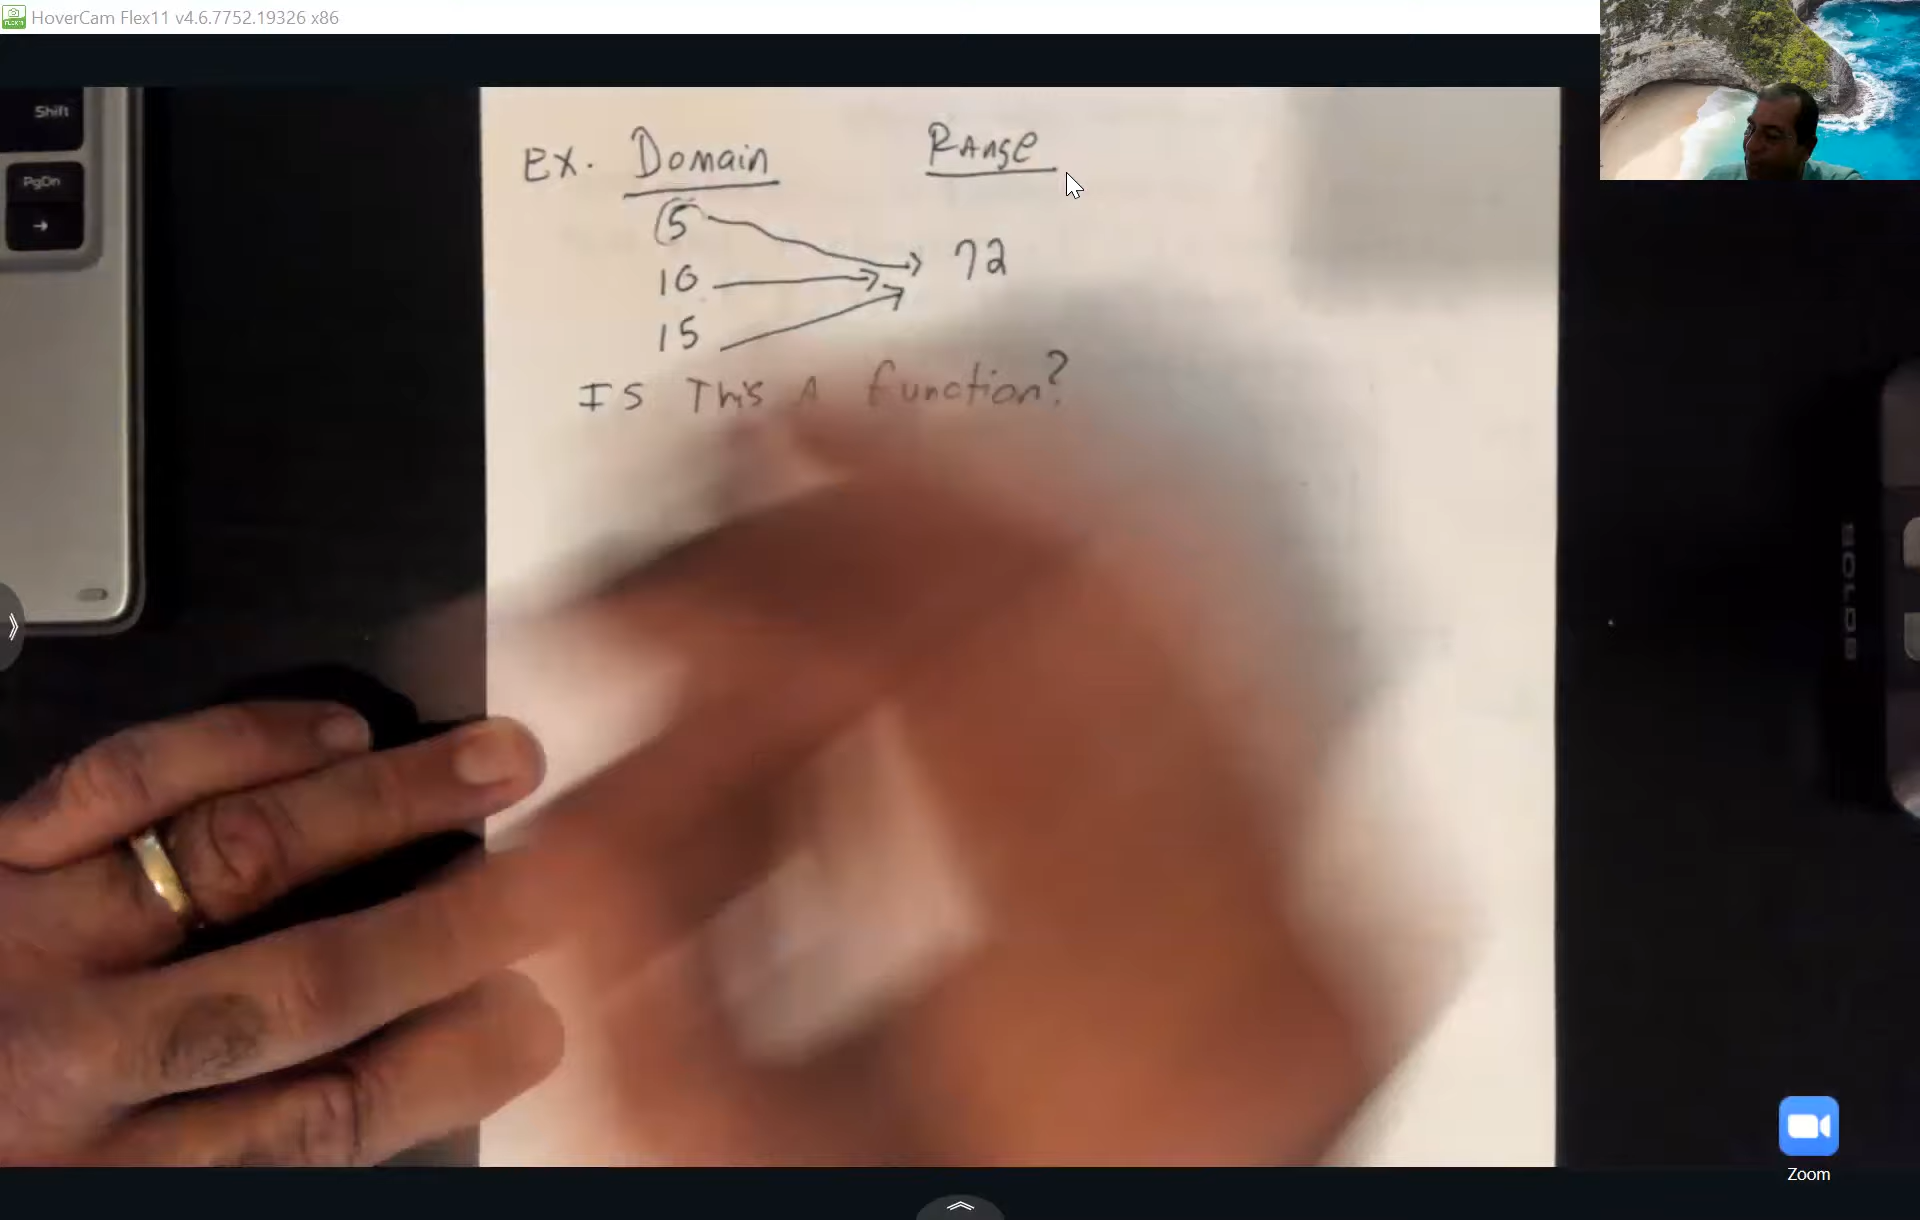 HoverCam Flex11 v4.6.7752.19326 x86
Shift
PgDn
Ex. Domain Range
5
10
15
72
Is This A function?
Zoom